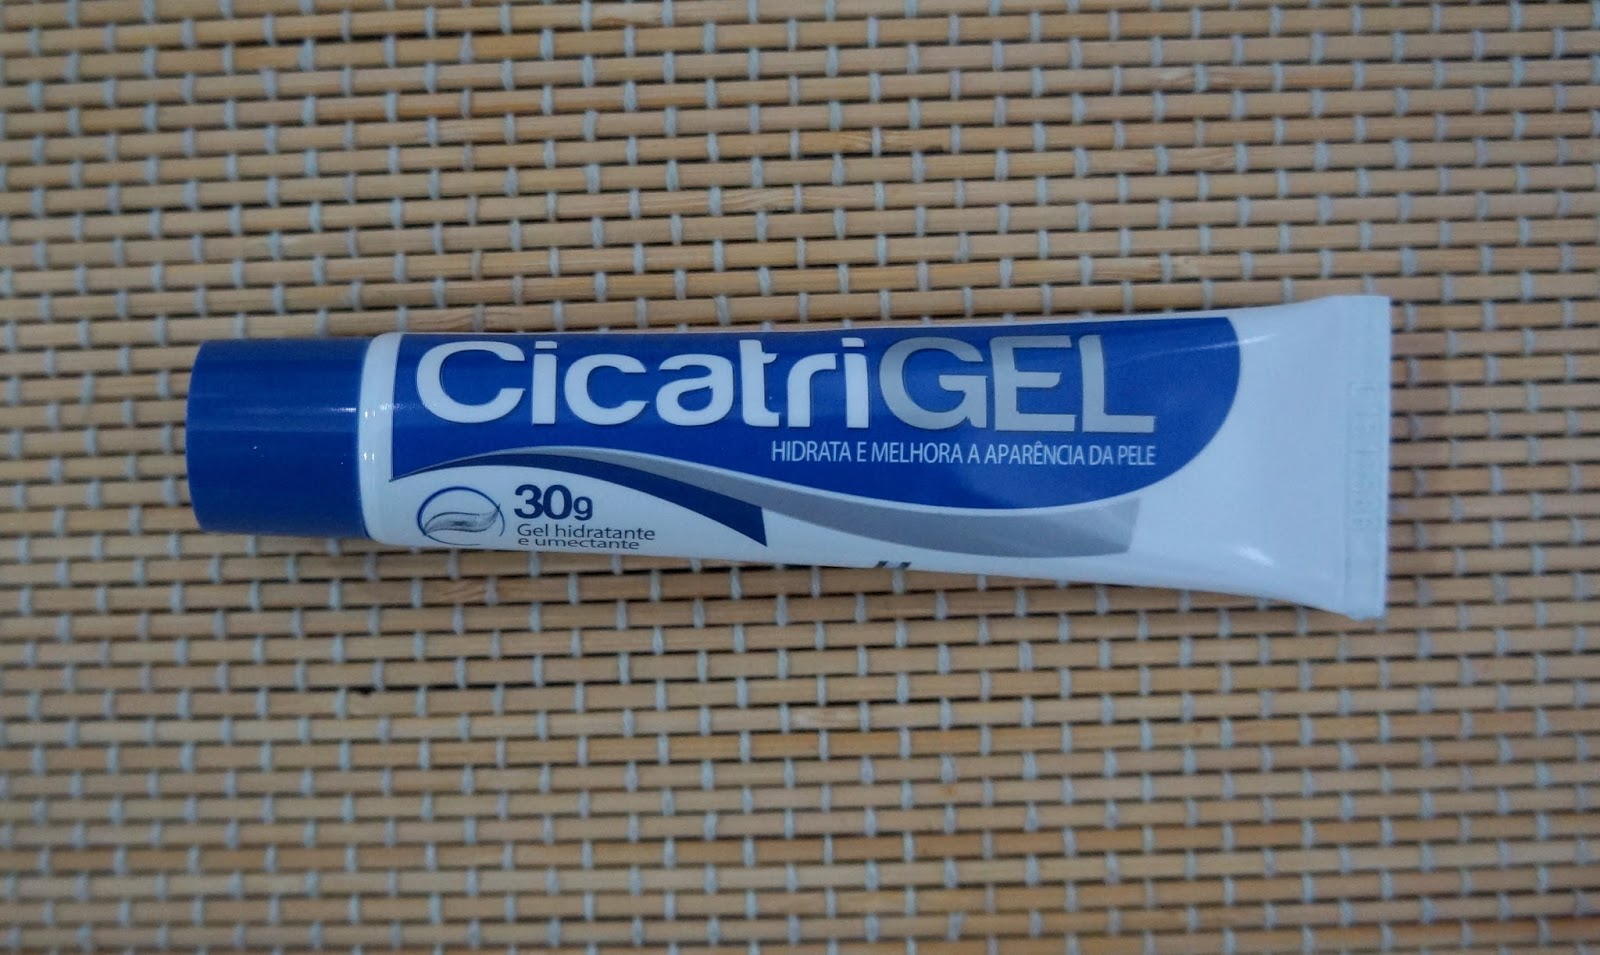 CicatriGEL
HIDRATA E MELHORA A APARÊNCIA DA PELE
30g
Gel hidratante
e umectante